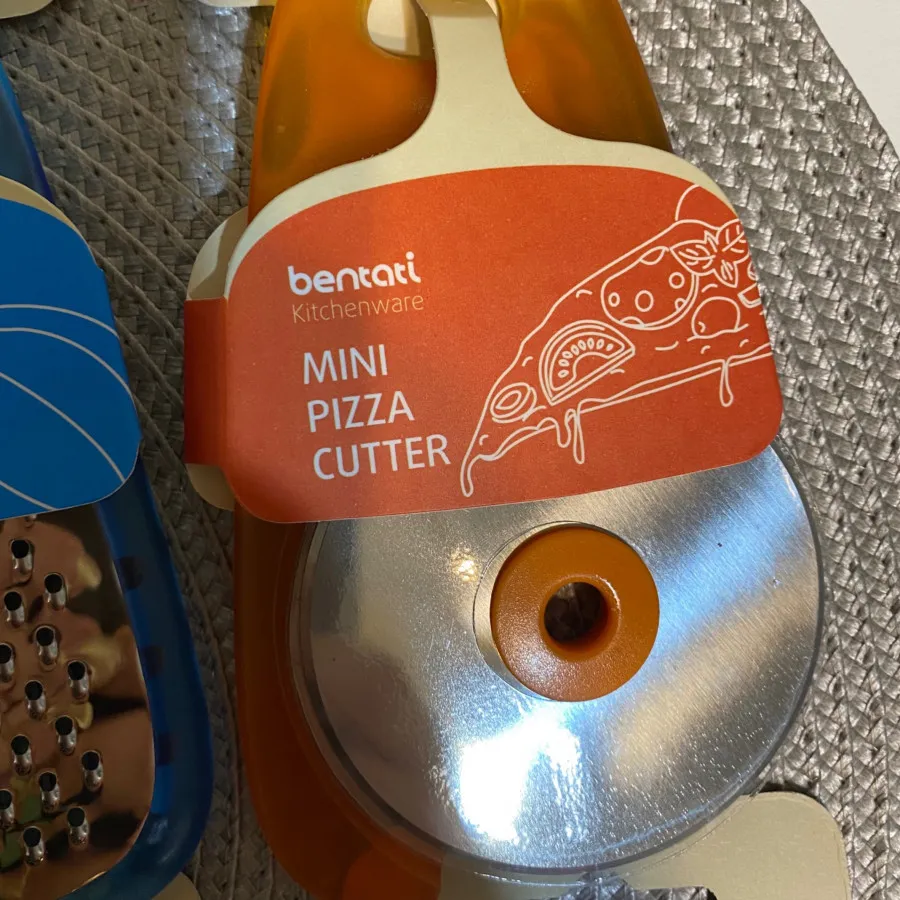 bentati
Kitchenware
MINI
PIZZA
CUTTER